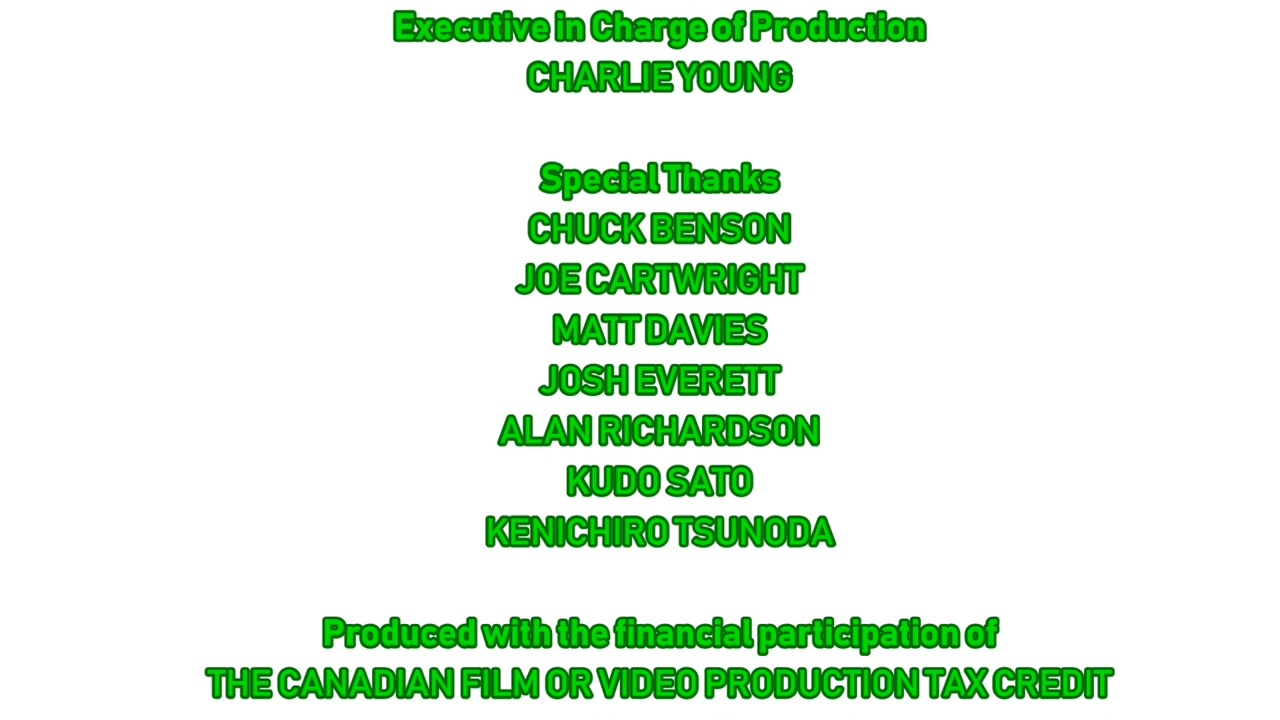 Executive in Charge of Production
CHARLIE YOUNG
Special Thanks
CHUCK BENSON
JOE CARTWRIGHT
MATT DAVIES
JOSH EVERETT
ALAN RICHARDSON
KUDO SATO
KENICHIRO TSUNODA
Produced with the financial participation of
THE CANADIAN FILM OR VIDEO PRODUCTION TAX CREDIT